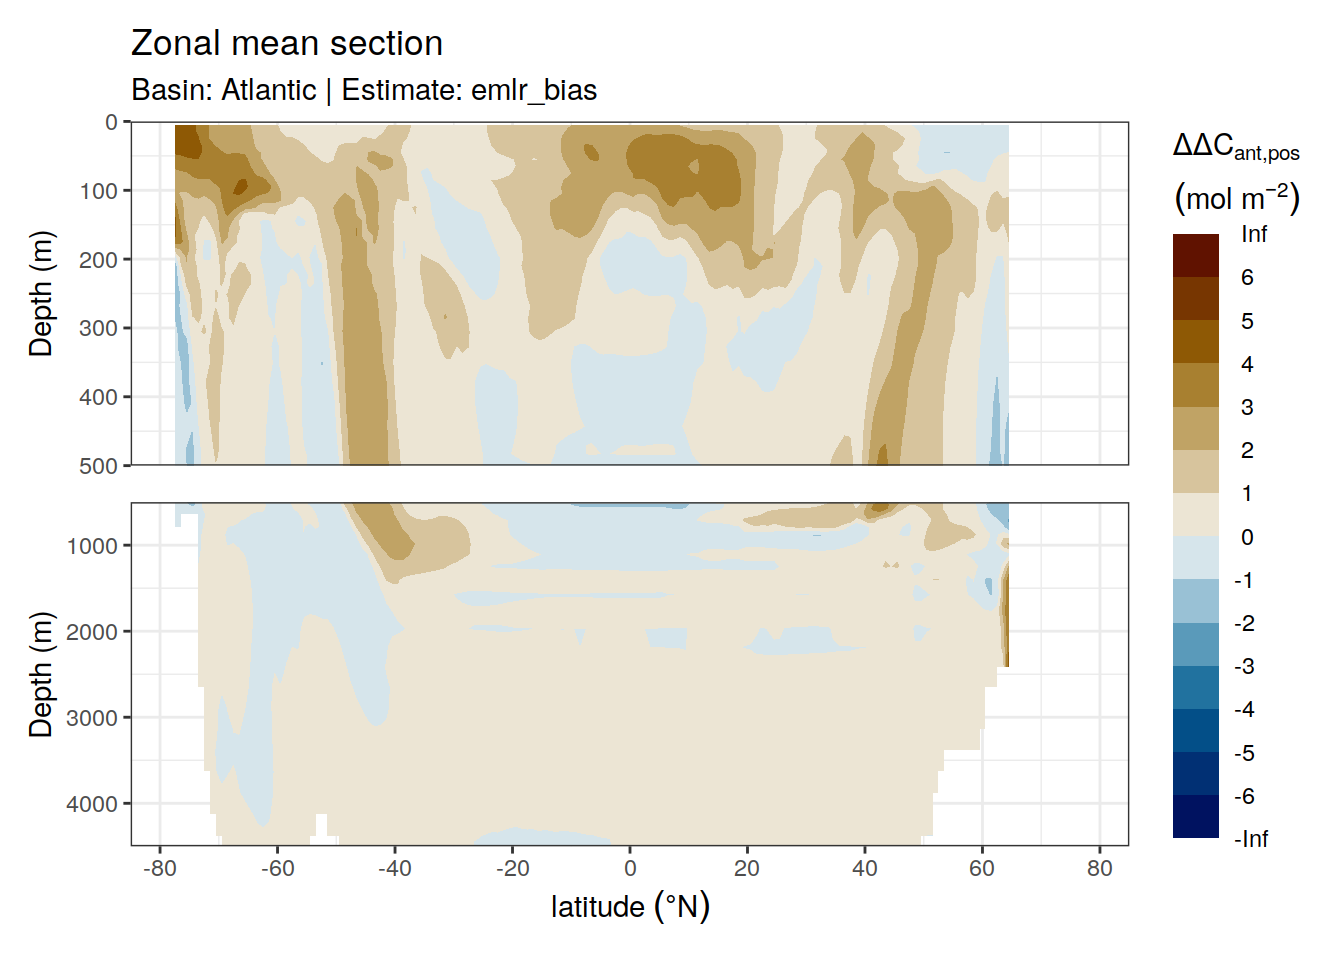 Zonal mean section
Basin: Atlantic | Estimate: emlr_bias
ΔΔCant,pos
(mol m−2)
Inf
6
5
4
3
2
1
0
-1
-2
-3
-4
-5
-6
-Inf
Depth (m)
0
100
200
300
400
500
Depth (m)
1000
2000
3000
4000
-80 -60 -40 -20 0 20 40 60 80
latitude (°N)